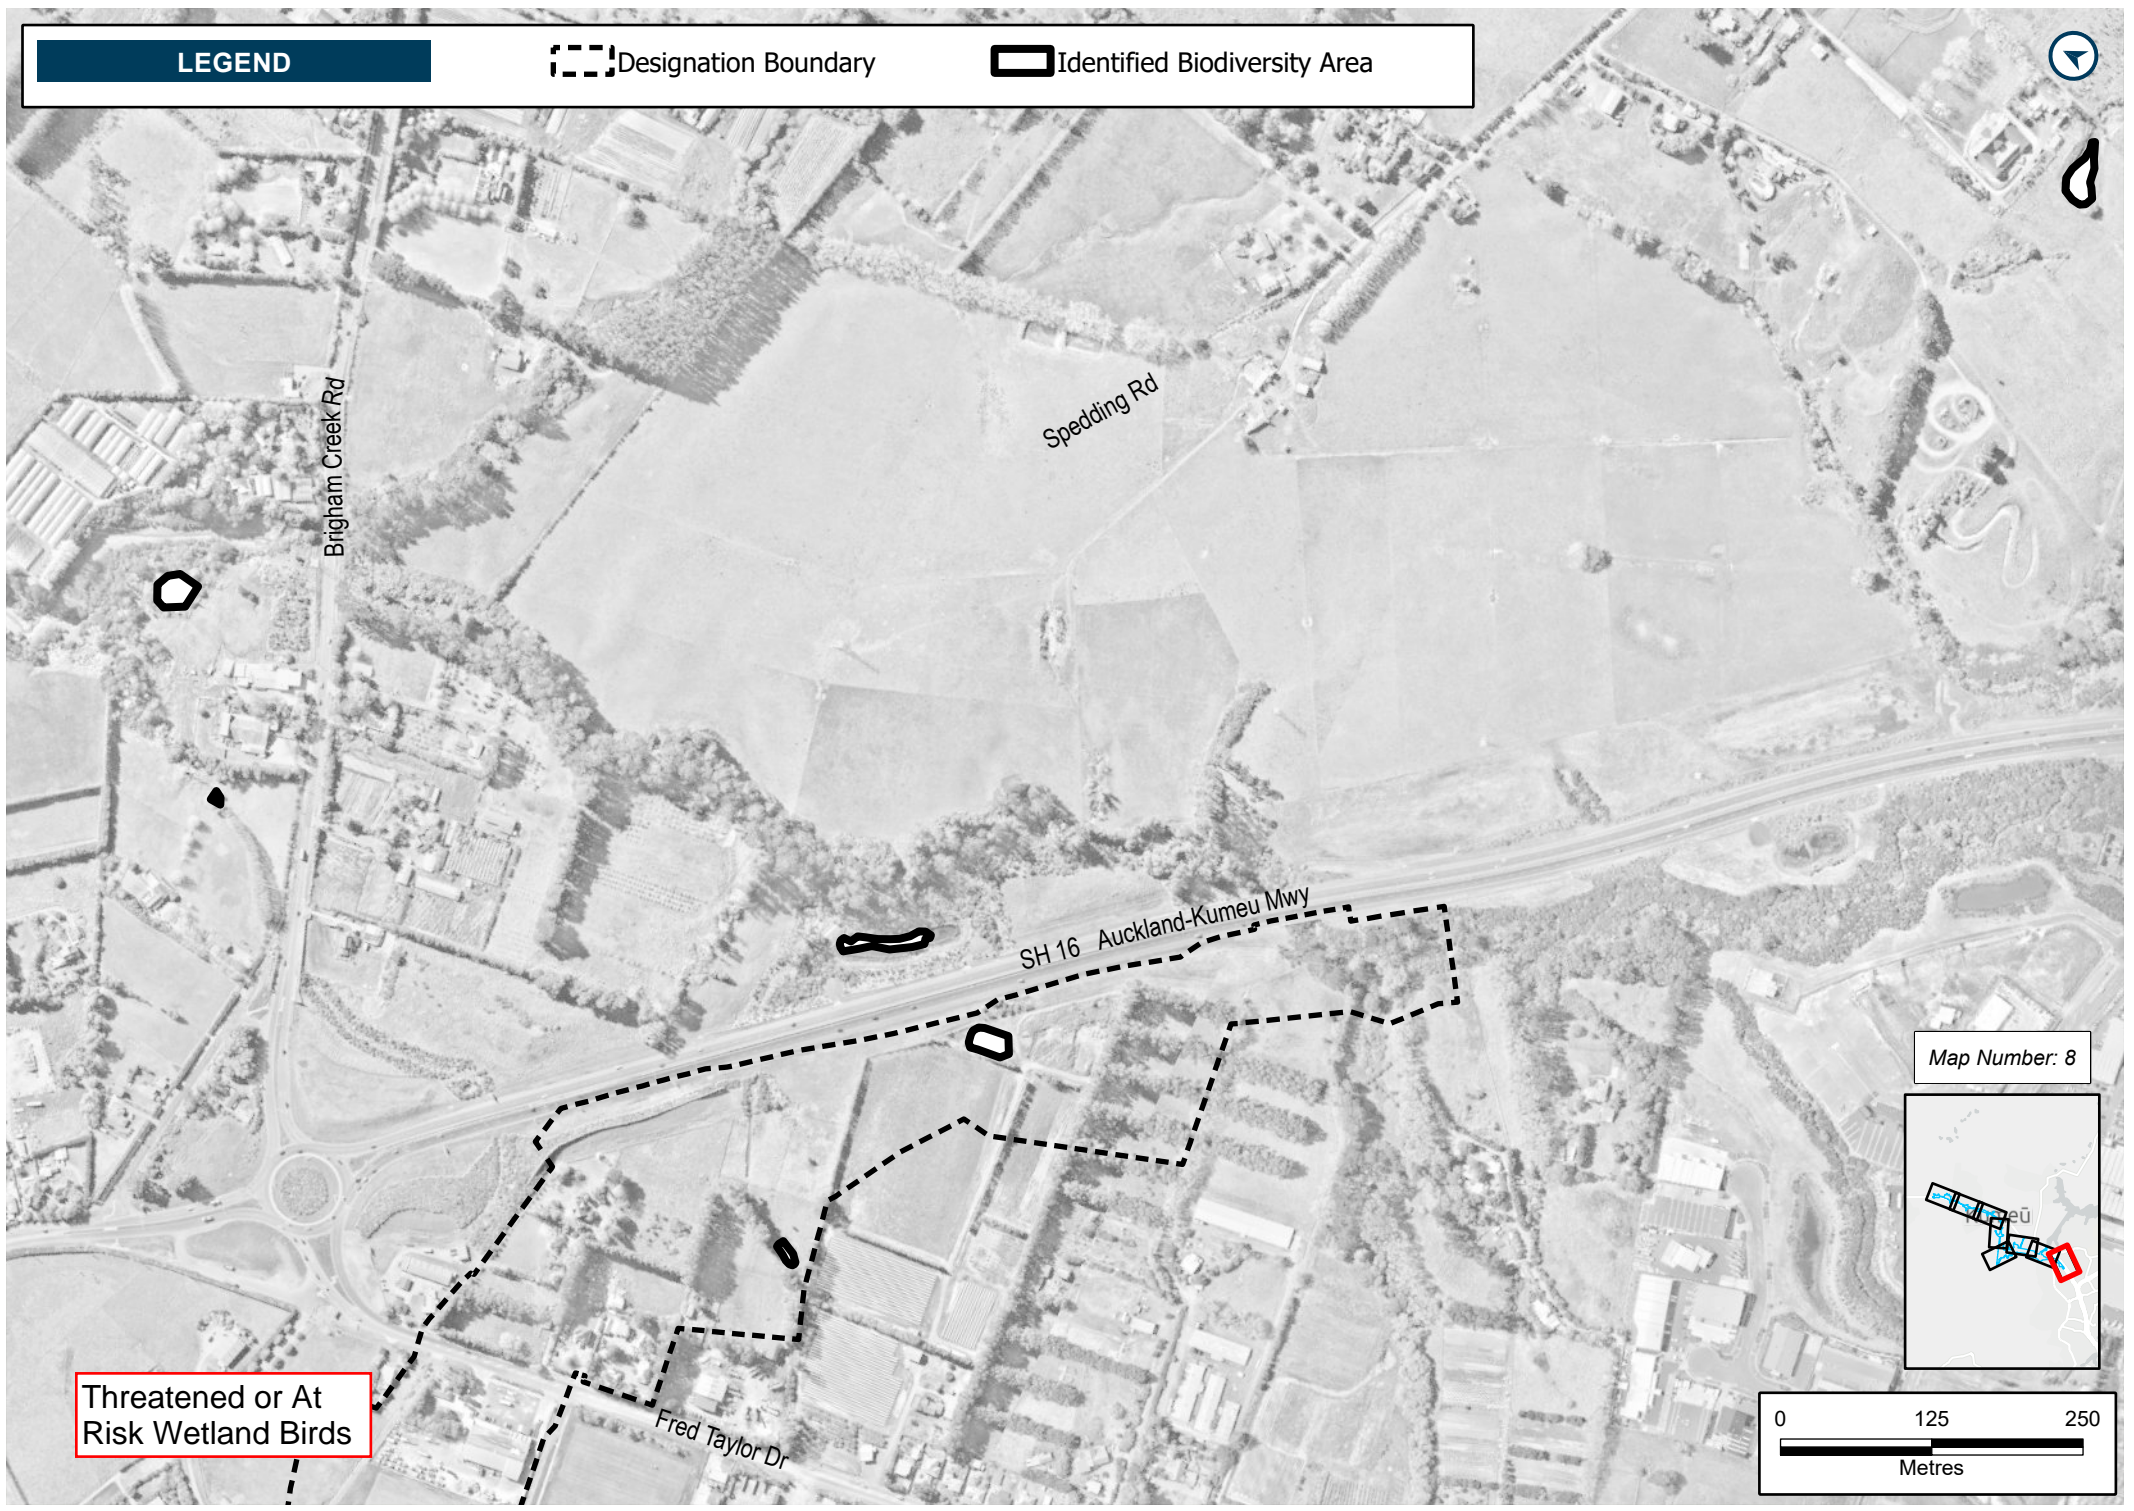 LEGEND
Designation Boundary
Identified Biodiversity Area
Brigham Creek Rd
Spedding Rd
SH 16 Auckland-Kumeu Mwy
Map Number: 8
Threatened or At
Risk Wetland Birds
Fred Taylor Dr
0 125 250
Metres